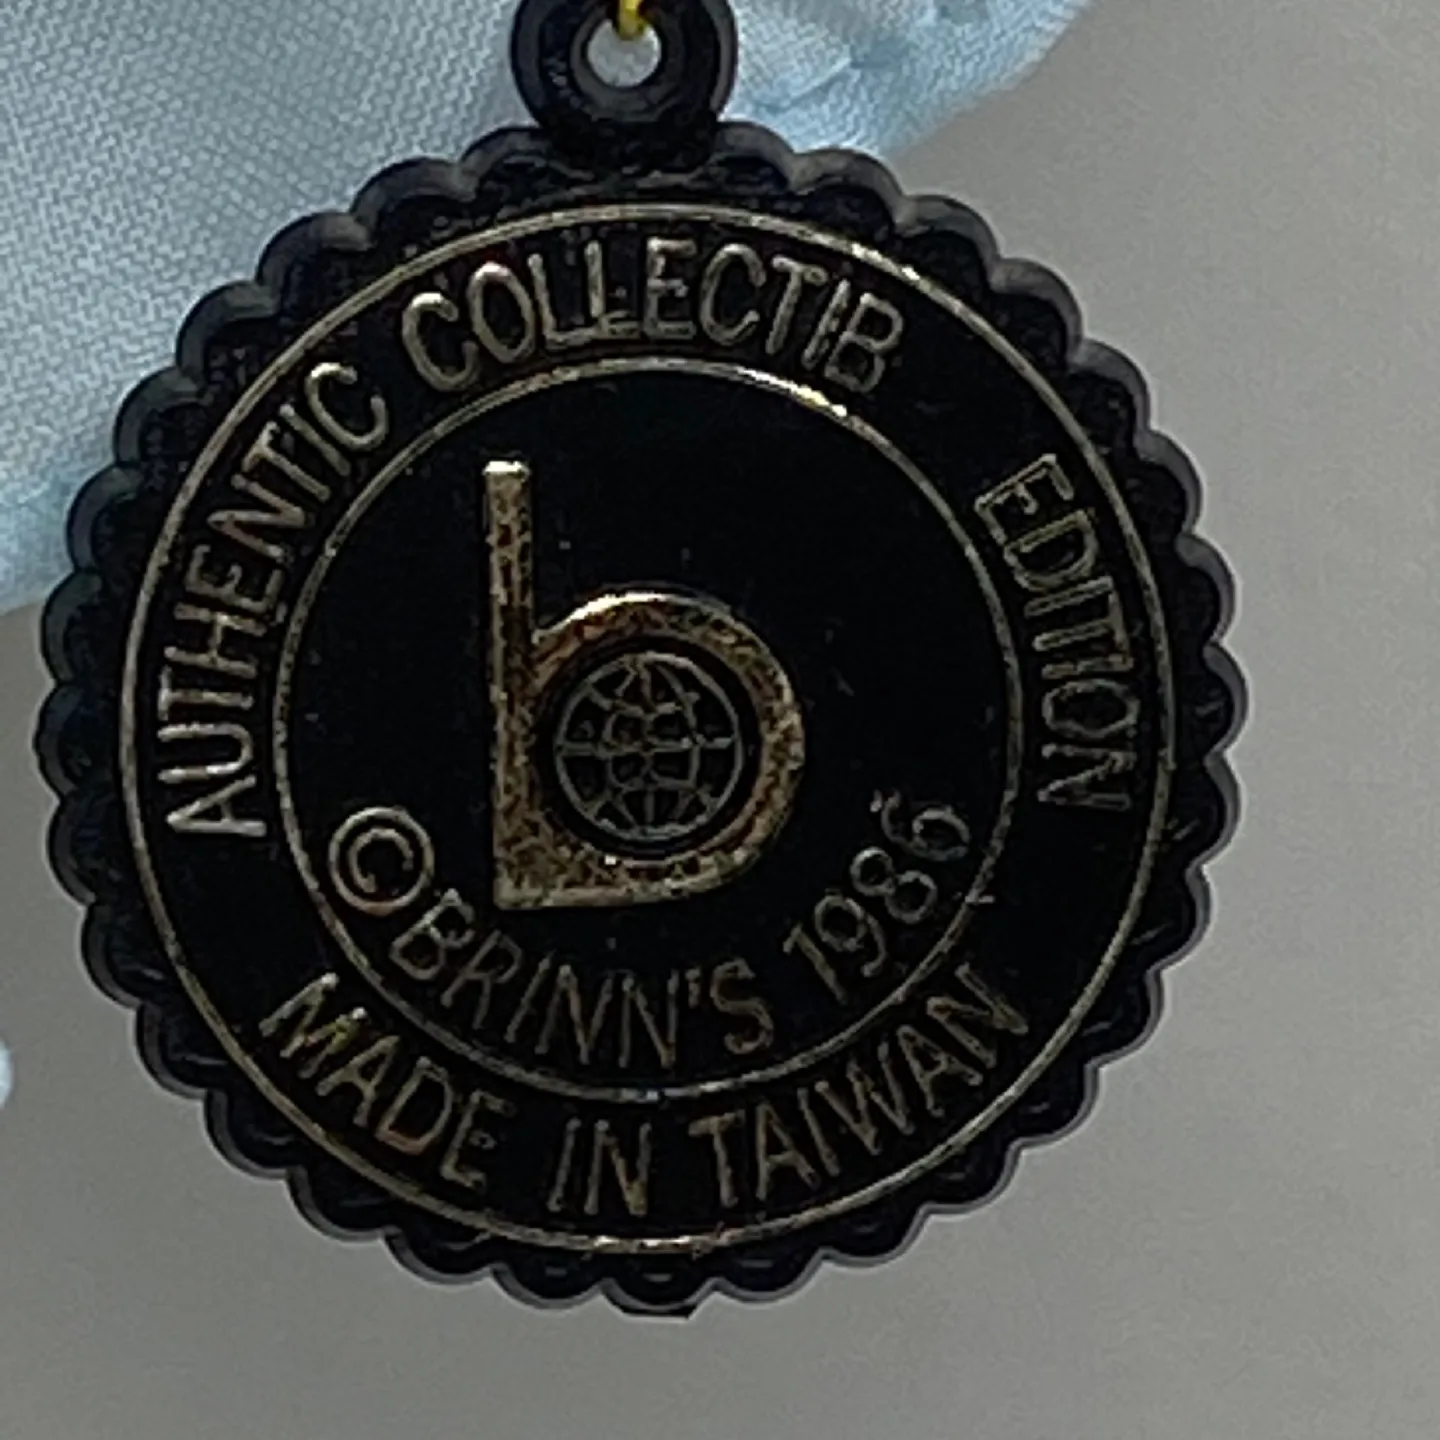 AUTHENTIC COLLECTIB EDITION
b
©BRINN'S 1986
MADE IN TAIWAN